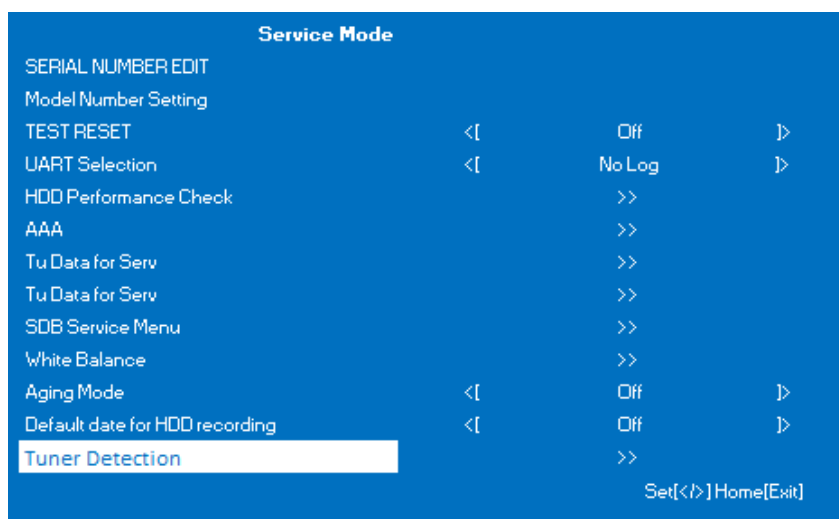 Service Mode
SERIAL NUMBER EDIT
Model Number Setting
TEST RESET <[ Off ]>
UART Selection <[ No Log ]>
HDD Performance Check >>
AAA >>
Tu Data for Serv >>
Tu Data for Serv >>
SDB Service Menu >>
White Balance >>
Aging Mode <[ Off ]>
Default date for HDD recording <[ Off ]>
Tuner Detection >>
Set[</>] Home[Exit]